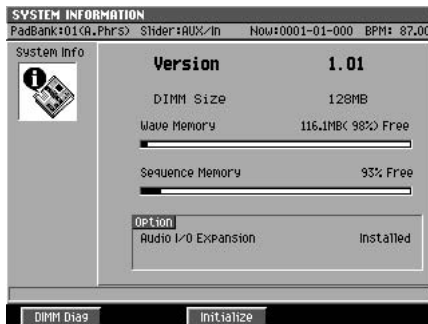 SYSTEM INFORMATION
PadBank:01(A.Phrs) Slider:AUX/In Now:0001-01-000 BPM: 87.00
System Info
Version 1.01
DIMM Size 128MB
Wave Memory 116.1MB( 98%) Free
Sequence Memory 93% Free
Option
Audio I/O Expansion Installed
DIMM Diag Initialize